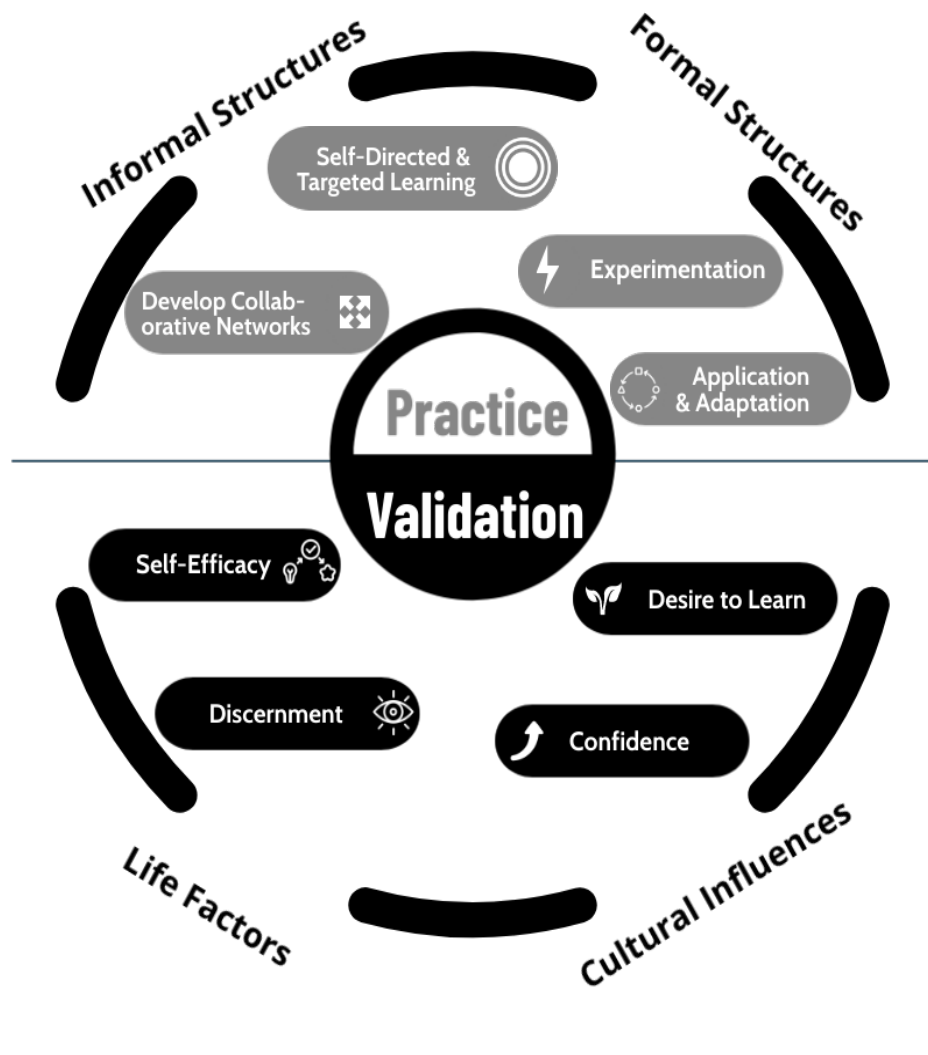 Informal Structures
Formal Structures
Self-Directed &
Targeted Learning
Experimentation
Develop Collab-
orative Networks
Application
& Adaptation
Practice
Validation
Self-Efficacy
Desire to Learn
Discernment
Confidence
Life Factors
Cultural Influences